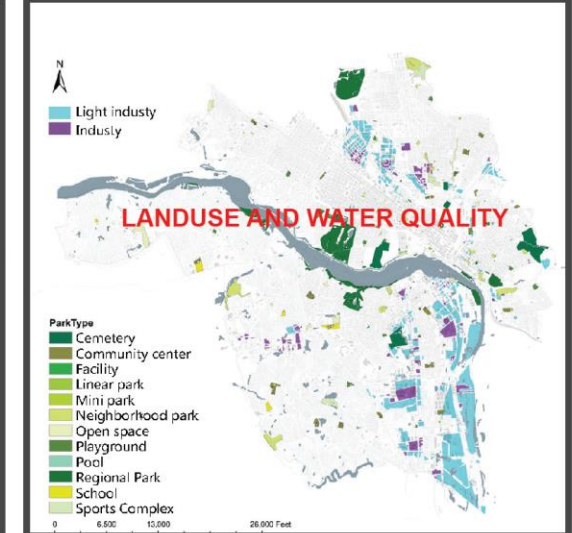 N
Light industy
Industy
LANDUSE AND WATER QUALITY
ParkType
Cemetery
Community center
Facility
Linear park
Mini park
Neighborhood park
Open space
Playground
Pool
Regional Park
School
Sports Complex
0 6,500 13,000 26,000 Feet